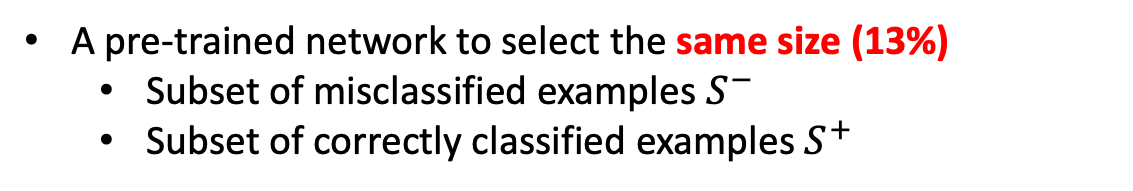 • A pre-trained network to select the same size (13%)
• Subset of misclassified examples S⁻
• Subset of correctly classified examples S⁺